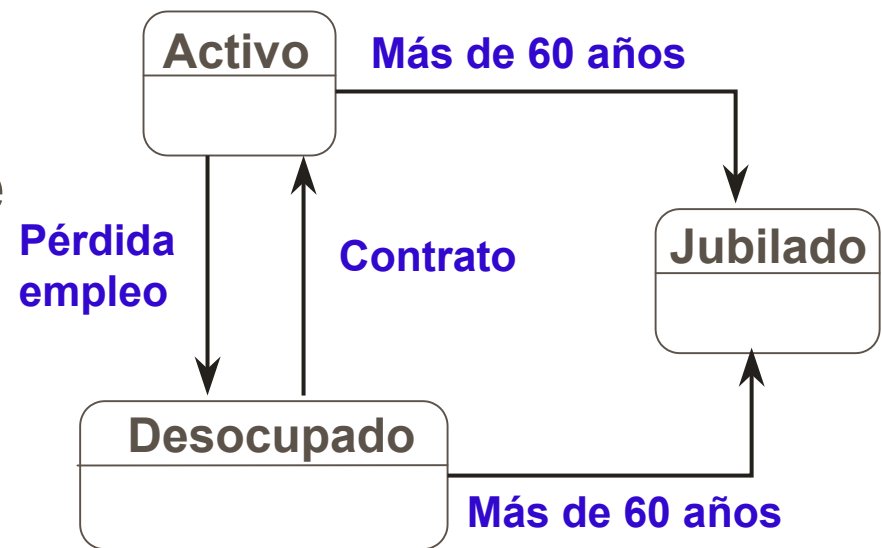 Activo
Más de 60 años
e
Pérdida
empleo
Contrato
Jubilado
Desocupado
Más de 60 años